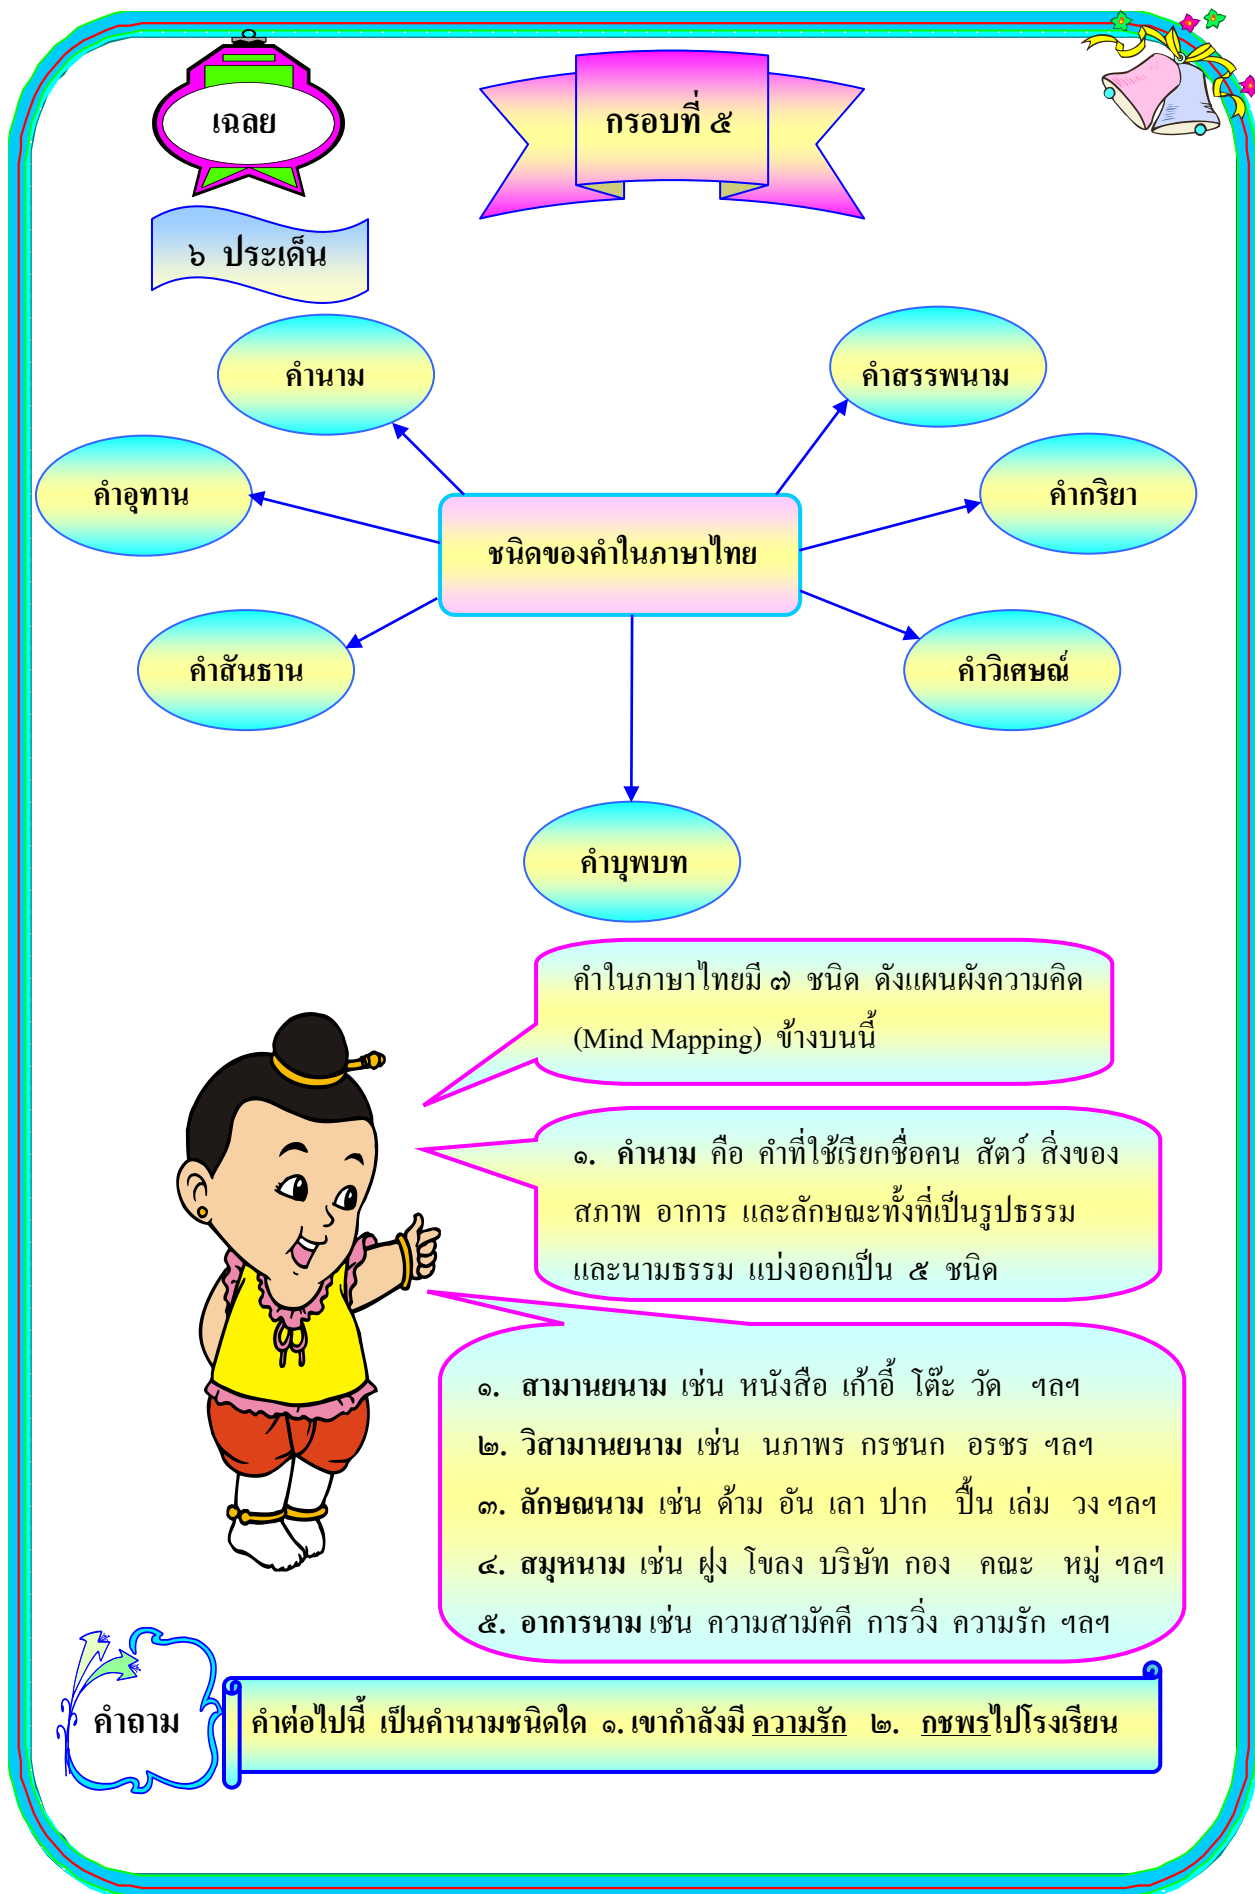 เฉลย
กรอบที่ ๕
๖ ประเด็น
คำนาม
คำสรรพนาม
คำอุทาน
คำกริยา
ชนิดของคำในภาษาไทย
คำสันธาน
คำวิเศษณ์
คำบุพบท
คำในภาษาไทยมี ๗ ชนิด ดังแผนผังความคิด
(Mind Mapping) ข้างบนนี้
๑. คำนาม คือ คำที่ใช้เรียกชื่อคน สัตว์ สิ่งของ
สภาพ อาการ และลักษณะทั้งที่เป็นรูปธรรม
และนามธรรม แบ่งออกเป็น ๕ ชนิด
๑. สามานยนาม เช่น หนังสือ เก้าอี้ โต๊ะ วัด ฯลฯ
๒. วิสามานยนาม เช่น นภาพร กรชนก อรชร ฯลฯ
๓. ลักษณนาม เช่น ด้าม อัน เลา ปาก ปื้น เล่ม วง ฯลฯ
๔. สมุหนาม เช่น ฝูง โขลง บริษัท กอง คณะ หมู่ ฯลฯ
๕. อาการนาม เช่น ความสามัคคี การวิ่ง ความรัก ฯลฯ
คำถาม
คำต่อไปนี้ เป็นคำนามชนิดใด ๑. เขากำลังมี ความรัก ๒. กชพรไปโรงเรียน